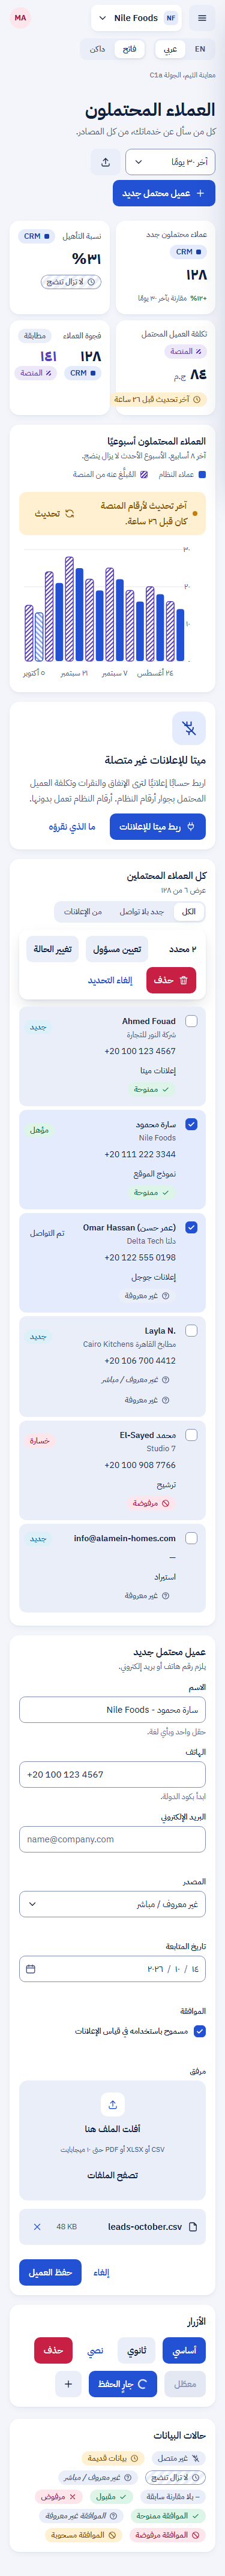 NF Nile Foods
MA
EN عربي فاتح داكن
معاينة الثيم، الجولة C1a
العملاء المحتملون
كل من سأل عن خدماتك، من كل المصادر.
آخر ٣٠ يومًا
+ عميل محتمل جديد
عملاء محتملون جدد
CRM
١٢٨
+١٢% مقارنة بآخر ٣٠ يومًا
نسبة التأهيل
CRM
٣١%
لا تزال تنضج
تكلفة العميل المحتمل
المنصة
٨٤ ج.م
آخر تحديث قبل ٢٦ ساعة
فجوة العملاء
مطابقة
١٢٨ ١٤١
CRM المنصة
العملاء المحتملون أسبوعيًا
آخر ٨ أسابيع. الأسبوع الأحدث لا يزال ينضج.
عملاء النظام المُبلَّغ عنه من المنصة
آخر تحديث لأرقام المنصة كان قبل ٢٦ ساعة.
تحديث
٣٠
٢٠
١٠
٠
٢٤ أغسطس ٧ سبتمبر ٢١ سبتمبر ٥ أكتوبر
ميتا للإعلانات غير متصلة
اربط حسابًا إعلانيًا لترى الإنفاق والنقرات وتكلفة العميل
المحتمل بجوار أرقام النظام. أرقام النظام تعمل بدونها.
ربط ميتا للإعلانات
ما الذي نقرؤه
كل العملاء المحتملين
عرض ٦ من ١٢٨
الكل جدد بلا تواصل من الإعلانات
٢ محدد تعيين مسؤول تغيير الحالة
حذف إلغاء التحديد
Ahmed Fouad
جديد
شركة النور للتجارة
+20 100 123 4567
إعلانات ميتا
ممنوحة
سارة محمود
مؤهل
Nile Foods
+20 111 222 3344
نموذج الموقع
ممنوحة
Omar Hassan (عمر حسن)
تم التواصل
دلتا Delta Tech
+20 122 555 0198
إعلانات جوجل
غير معروفة
Layla N.
جديد
مطابخ القاهرة Cairo Kitchens
+20 106 700 4412
غير معروف / مباشر
غير معروفة
محمد El-Sayed
خسارة
Studio 7
+20 100 908 7766
ترشيح
مرفوضة
info@alamein-homes.com
جديد
—
استيراد
غير معروفة
عميل محتمل جديد
يلزم رقم هاتف أو بريد إلكتروني.
الاسم
سارة محمود - Nile Foods
حقل واحد وبأي لغة.
الهاتف
+20 100 123 4567
ابدأ بكود الدولة.
البريد الإلكتروني
name@company.com
المصدر
غير معروف / مباشر
تاريخ المتابعة
١٤ / ١٠ / ٢٠٢٦
الموافقة
مسموح باستخدامه في قياس الإعلانات
مرفق
أفلت الملف هنا
CSV أو XLSX أو PDF حتى ١٠ ميجابايت
تصفح الملفات
leads-october.csv 48 KB
إلغاء حفظ العميل
الأزرار
أساسي ثانوي نصي حذف
معطّل جارٍ الحفظ +
حالات البيانات
غير متصل بيانات قديمة
لا تزال تنضج غير معروف / مباشر
– بلا مقارنة سابقة مقبول مرفوض
الموافقة ممنوحة الموافقة غير معروفة
الموافقة مرفوضة الموافقة مسحوبة